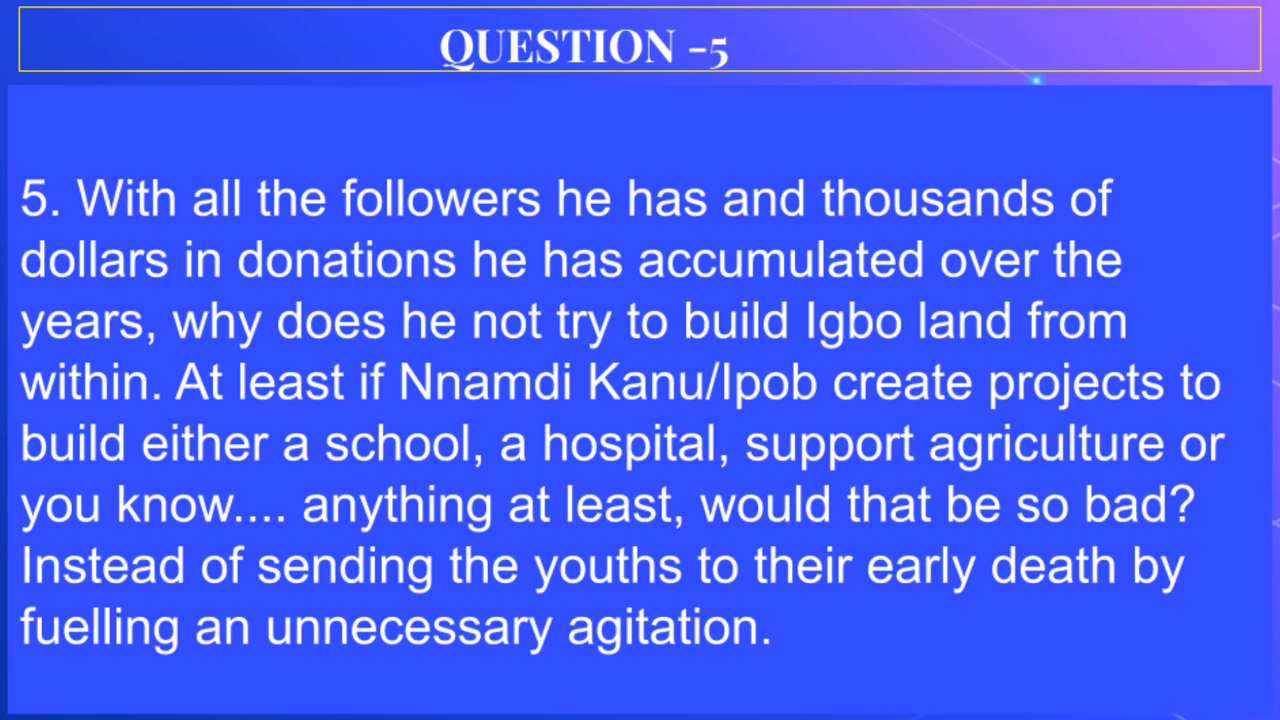 QUESTION -5
5. With all the followers he has and thousands of
dollars in donations he has accumulated over the
years, why does he not try to build Igbo land from
within. At least if Nnamdi Kanu/Ipob create projects to
build either a school, a hospital, support agriculture or
you know.... anything at least, would that be so bad?
Instead of sending the youths to their early death by
fuelling an unnecessary agitation.